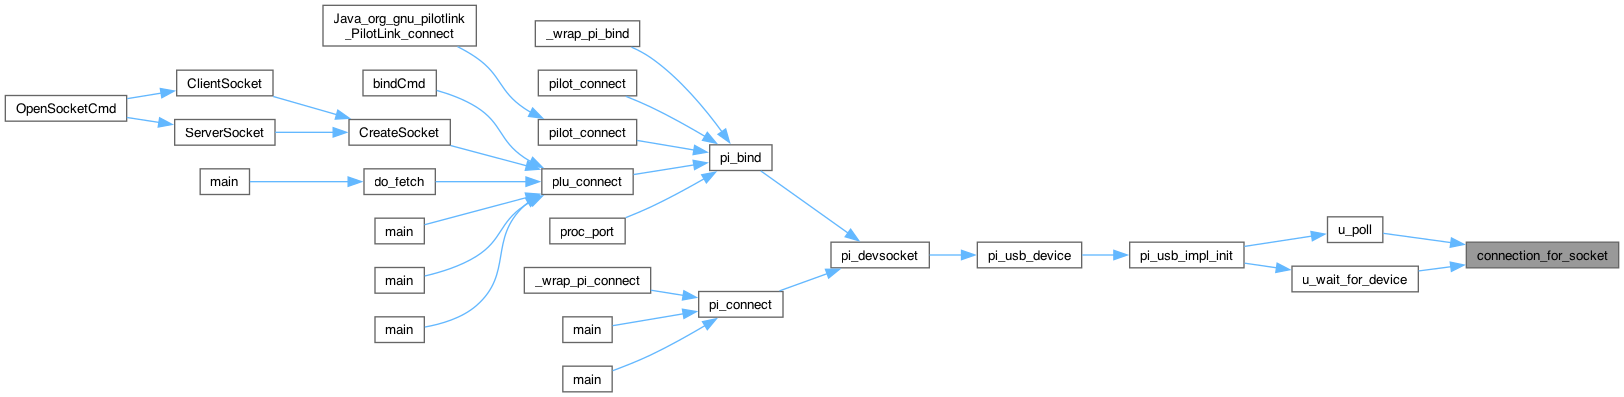 Java_org_gnu_pilotlink
_PilotLink_connect
_wrap_pi_bind
ClientSocket
bindCmd
pilot_connect
OpenSocketCmd
ServerSocket
CreateSocket
pilot_connect
pi_bind
main
do_fetch
plu_connect
main
proc_port
u_poll
pi_devsocket
pi_usb_device
pi_usb_impl_init
connection_for_socket
main
_wrap_pi_connect
u_wait_for_device
pi_connect
main
main
main